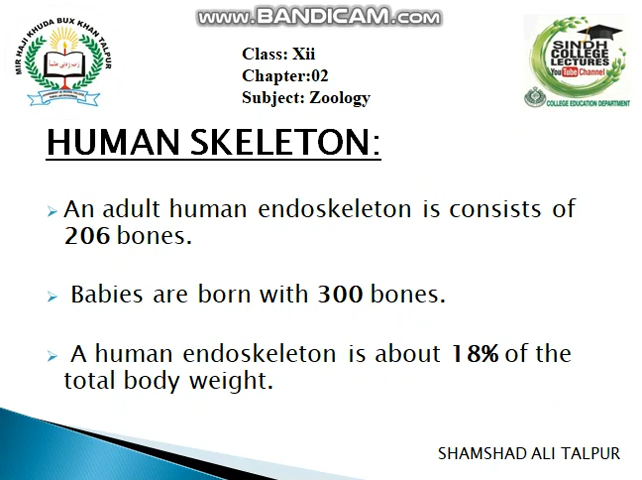 WWW.BANDICAM.COM
MIR HAJI KHUDA BUX KHAN TALPUR
Class: Xii
Chapter:02
Subject: Zoology
SINDH
COLLEGE
LECTURES
YouTube Channel
COLLEGE EDUCATION DEPARTMENT
HUMAN SKELETON:
➢ An adult human endoskeleton is consists of
206 bones.
➢ Babies are born with 300 bones.
➢ A human endoskeleton is about 18% of the
total body weight.
SHAMSHAD ALI TALPUR